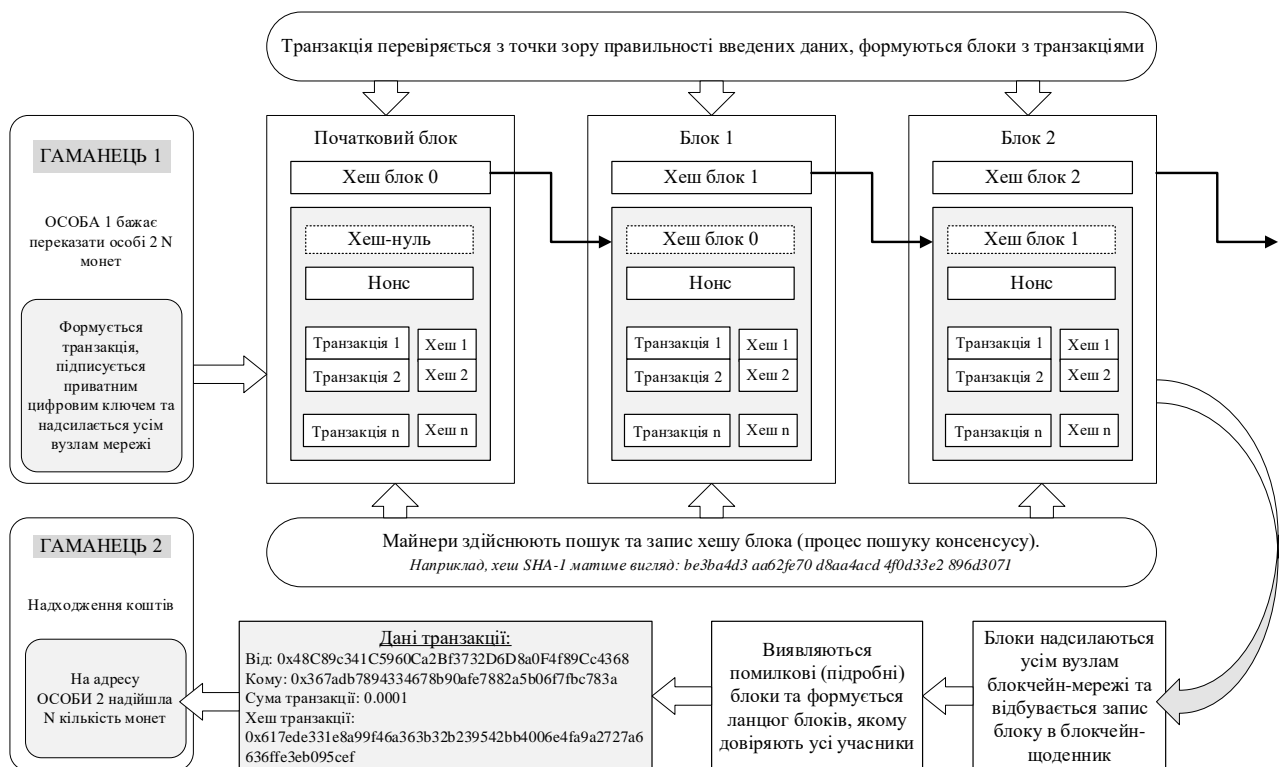 Транзакція перевіряється з точки зору правильності введених даних, формуються блоки з транзакціями
ГАМАНЕЦЬ 1
ОСОБА 1 бажає
переказати особі 2 N
монет
Формується
транзакція,
підписується
приватним
цифровим ключем та
надсилається усім
вузлам мережі
Початковий блок
Хеш блок 0
Хеш-нуль
Нонс
Транзакція 1
Хеш 1
Транзакція 2
Хеш 2
Транзакція n
Хеш n
Блок 1
Хеш блок 1
Хеш блок 0
Нонс
Транзакція 1
Хеш 1
Транзакція 2
Хеш 2
Транзакція n
Хеш n
Блок 2
Хеш блок 2
Хеш блок 1
Нонс
Транзакція 1
Хеш 1
Транзакція 2
Хеш 2
Транзакція n
Хеш n
Майнери здійснюють пошук та запис хешу блока (процес пошуку консенсусу).
Наприклад, хеш SHA-1 матиме вигляд: be3ba4d3 aa62fe70 d8aa4acd 4f0d33e2 896d3071
Блоки надсилаються
усім вузлам
блокчейн-мережі та
відбувається запис
блоку в блокчейн-
щоденник
Виявляються
помилкові (підробні)
блоки та формується
ланцюг блоків, якому
довіряють усі учасники
Дані транзакції:
Від: 0x48C89c341C5960Ca2Bf3732D6D8a0F4f89Cc4368
Кому: 0x367adb7894334678b90afe7882a5b06f7fbc783a
Сума транзакції: 0.0001
Хеш транзакції:
0x617ede331e8a99f46a363b32b239542bb4006e4fa9a2727a6
636ffe3eb095cef
ГАМАНЕЦЬ 2
Надходження коштів
На адресу
ОСОБИ 2 надійшла
N кількість монет